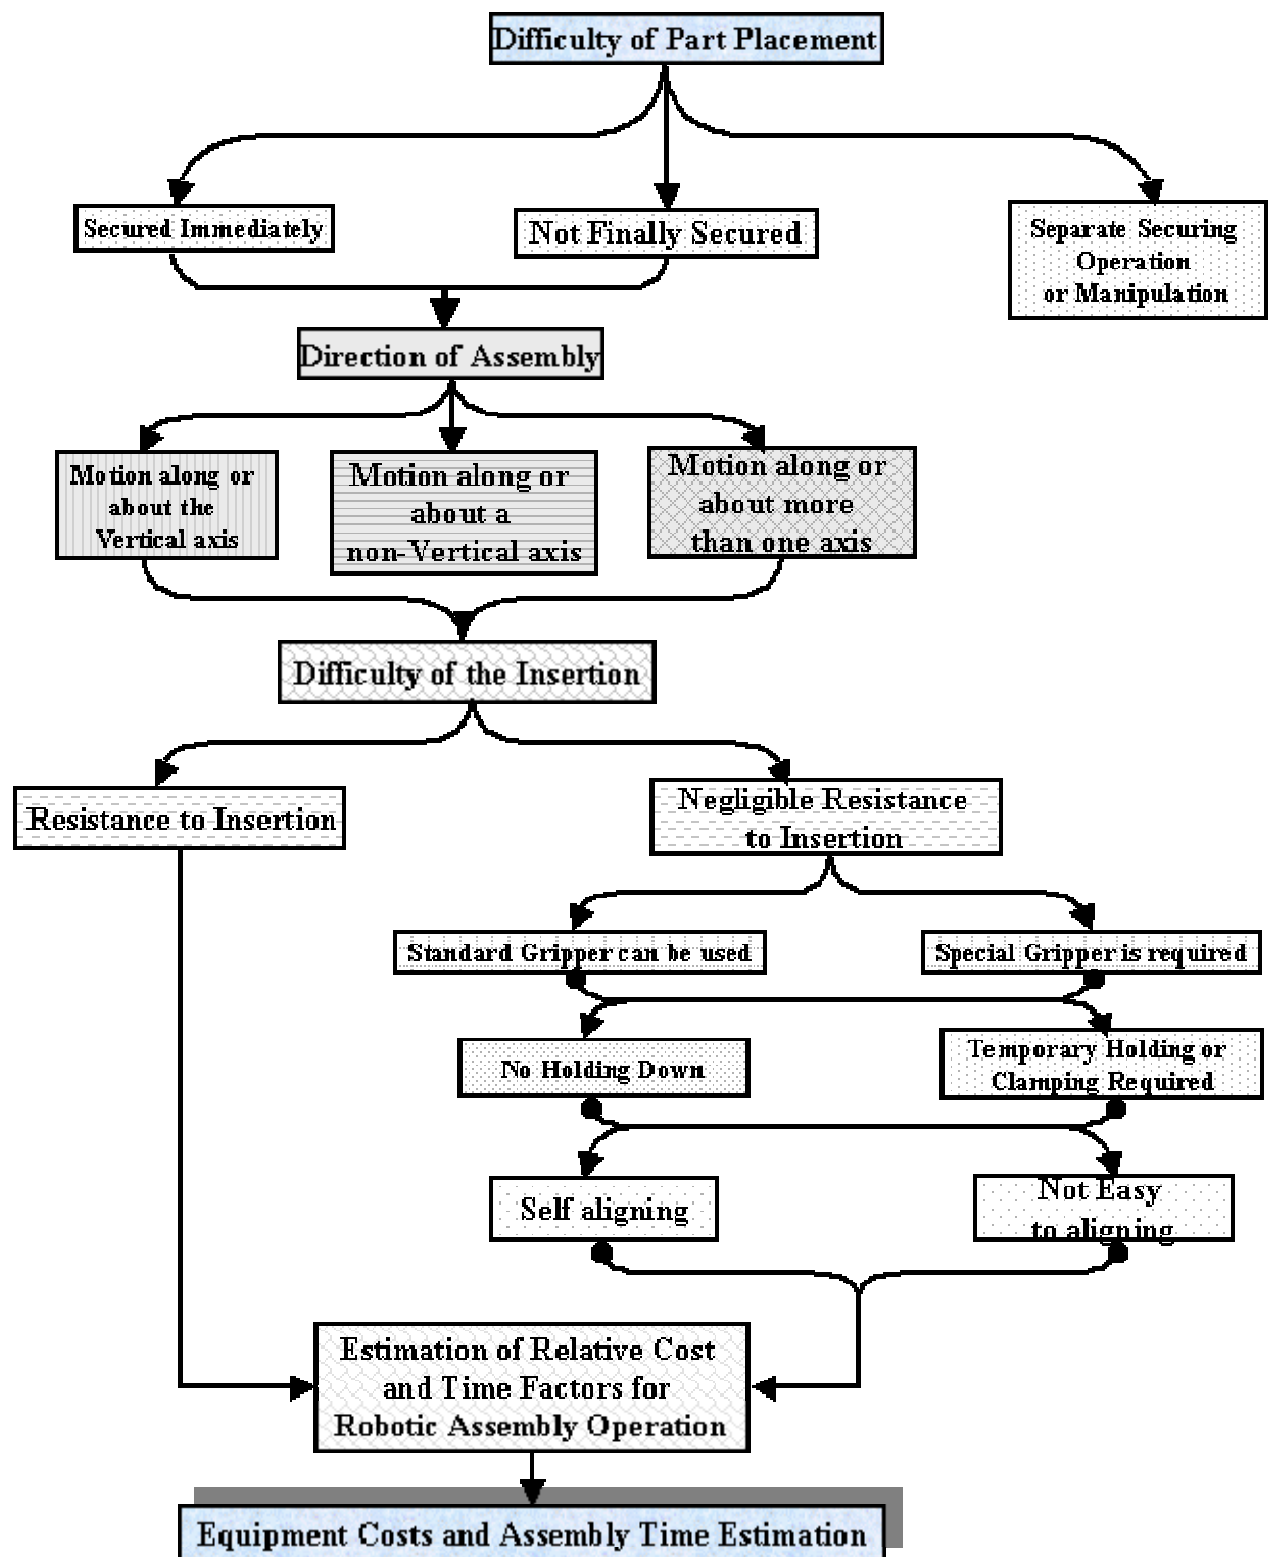 Difficulty of Part Placement
Secured Immediately
Not Finally Secured
Separate Securing
Operation
or Manipulation
Direction of Assembly
Motion along or
about the
Vertical axis
Motion along or
about a
non-Vertical axis
Motion along or
about more
than one axis
Difficulty of the Insertion
Resistance to Insertion
Negligible Resistance
to Insertion
Standard Gripper can be used
Special Gripper is required
No Holding Down
Temporary Holding or
Clamping Required
Self aligning
Not Easy
to aligning
Estimation of Relative Cost
and Time Factors for
Robotic Assembly Operation
Equipment Costs and Assembly Time Estimation